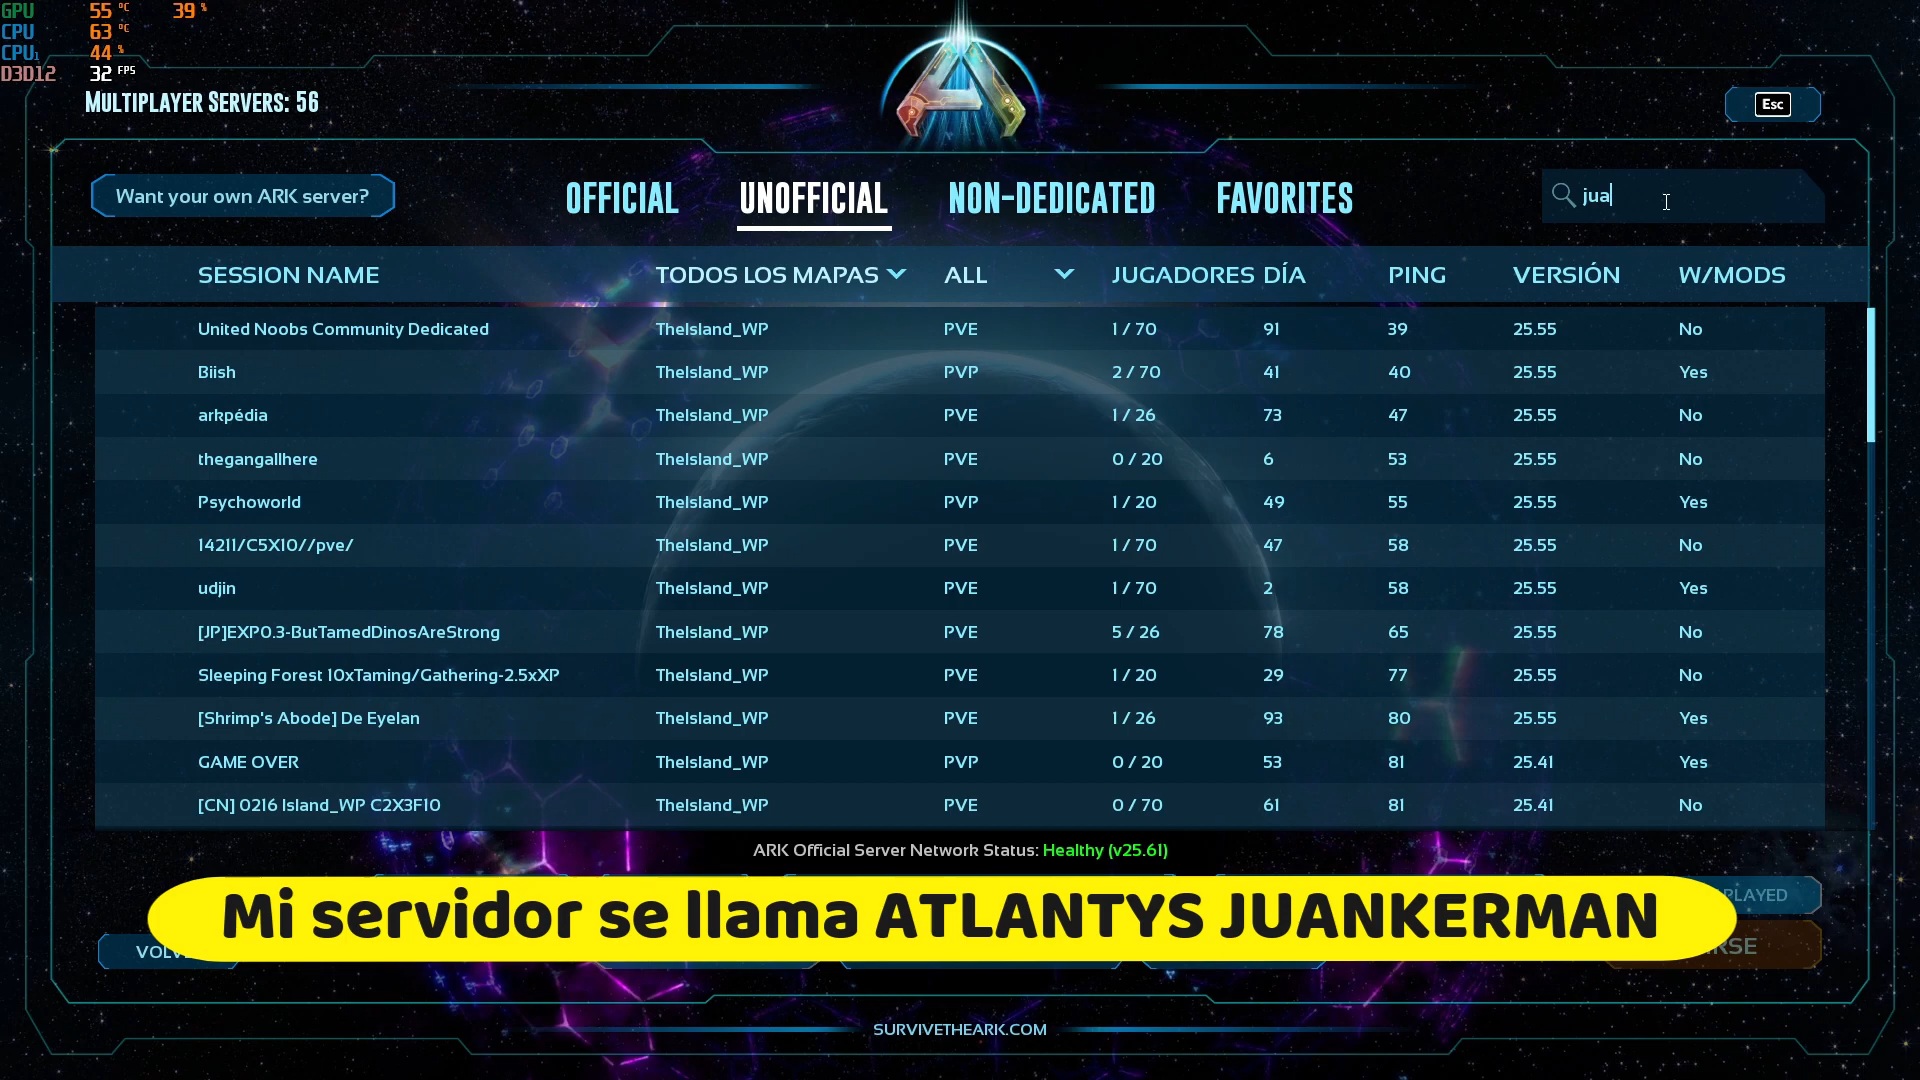 GPU 55 °C 39 %
CPU 63 °C
CPU1 44 %
D3D12 32 FPS
MULTIPLAYER SERVERS: 56
Esc
Want your own ARK server?
OFFICIAL UNOFFICIAL NON-DEDICATED FAVORITES
jua
SESSION NAME TODOS LOS MAPAS ALL JUGADORES DÍA PING VERSIÓN W/MODS
United Noobs Community Dedicated TheIsland_WP PVE 1 / 70 91 39 25.55 No
Biish TheIsland_WP PVP 2 / 70 41 40 25.55 Yes
arkpédia TheIsland_WP PVE 1 / 26 73 47 25.55 No
thegangallhere TheIsland_WP PVE 0 / 20 6 53 25.55 No
Psychoworld TheIsland_WP PVP 1 / 20 49 55 25.55 Yes
14211/C5X10//pve/ TheIsland_WP PVE 1 / 70 47 58 25.55 No
udjin TheIsland_WP PVE 1 / 70 2 58 25.55 Yes
[JP]EXP0.3-ButTamedDinosAreStrong TheIsland_WP PVE 5 / 26 78 65 25.55 No
Sleeping Forest 10xTaming/Gathering-2.5xXP TheIsland_WP PVE 1 / 20 29 77 25.55 No
[Shrimp's Abode] De Eyelan TheIsland_WP PVE 1 / 26 93 80 25.55 Yes
GAME OVER TheIsland_WP PVP 0 / 20 53 81 25.41 Yes
[CN] 0216 Island_WP C2X3F10 TheIsland_WP PVE 0 / 70 61 81 25.41 No
ARK Official Server Network Status: Healthy (v25.61)
Mi servidor se llama ATLANTYS JUANKERMAN
SURVIVETHEARK.COM